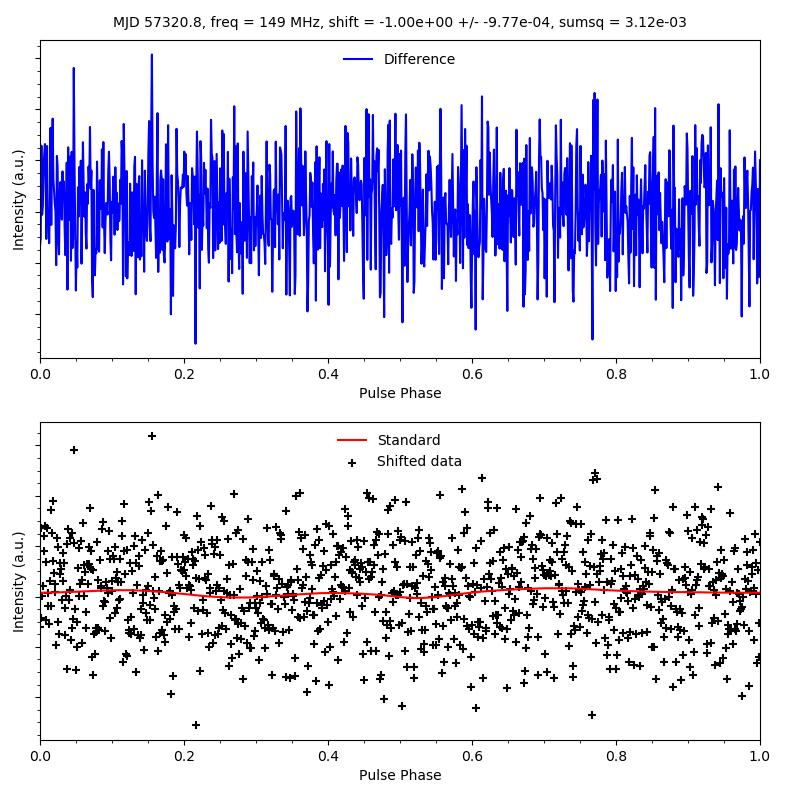 MJD 57320.8, freq = 149 MHz, shift = -1.00e+00 +/- -9.77e-04, sumsq = 3.12e-03
Difference
Intensity (a.u.)
0.0 0.2 0.4 0.6 0.8 1.0
Pulse Phase
Standard
Shifted data
Intensity (a.u.)
0.0 0.2 0.4 0.6 0.8 1.0
Pulse Phase